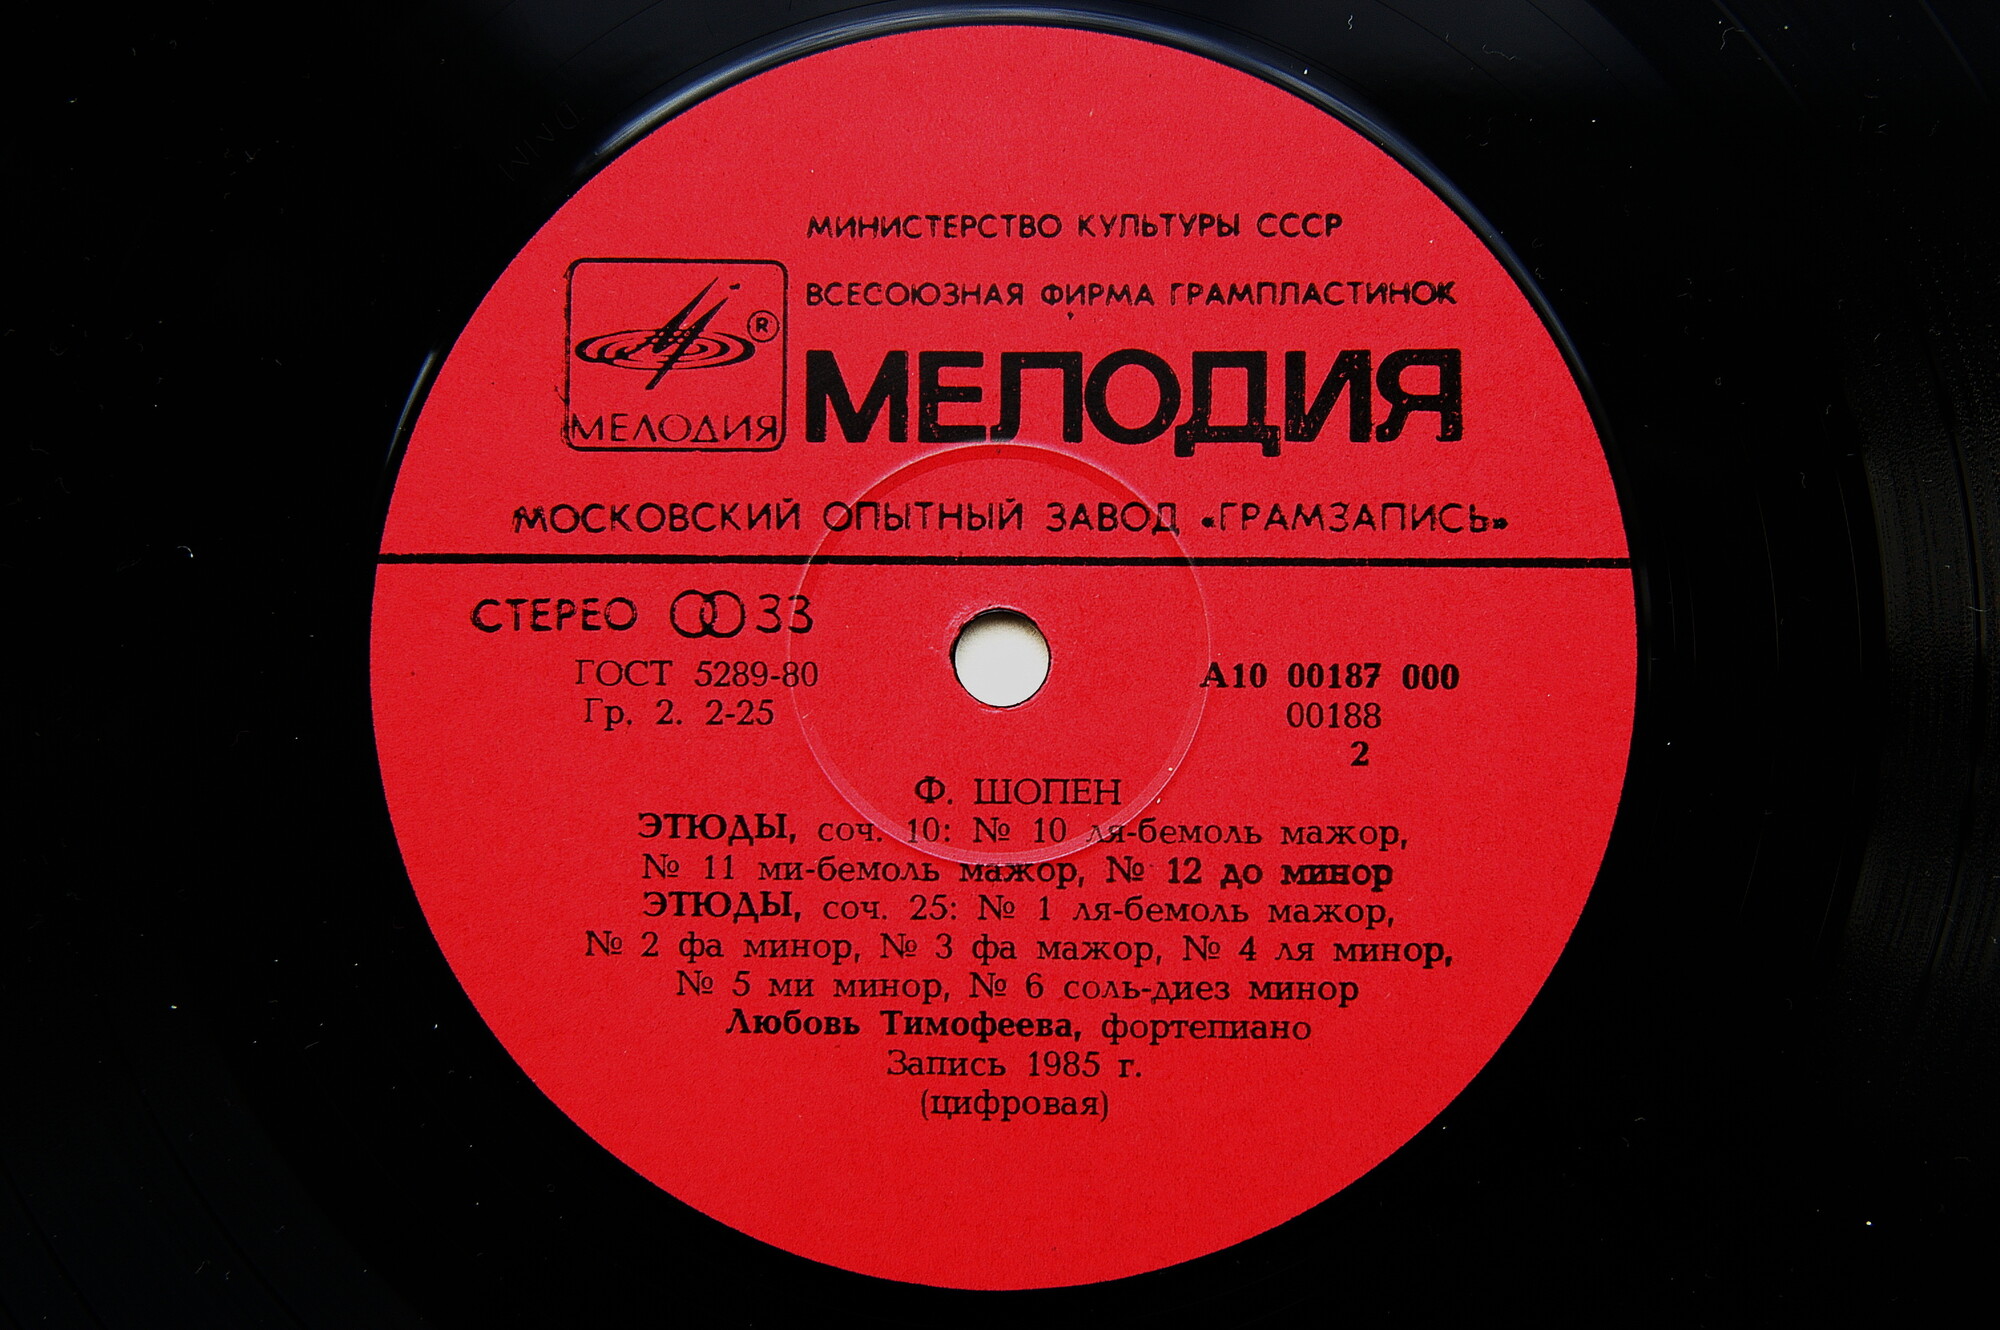 МИНИСТЕРСТВО КУЛЬТУРЫ СССР
ВСЕСОЮЗНАЯ ФИРМА ГРАМПЛАСТИНОК
R
МЕЛОДИЯ
МЕЛОДИЯ
МОСКОВСКИЙ ОПЫТНЫЙ ЗАВОД «ГРАМЗАПИСЬ»
СТЕРЕО 33
ГОСТ 5289-80
Гр. 2. 2-25
А10 00187 000
00188
2
Ф. ШОПЕН
ЭТЮДЫ, соч. 10: № 10 ля-бемоль мажор,
№ 11 ми-бемоль мажор, № 12 до минор
ЭТЮДЫ, соч. 25: № 1 ля-бемоль мажор,
№ 2 фа минор, № 3 фа мажор, № 4 ля минор,
№ 5 ми минор, № 6 соль-диез минор
Любовь Тимофеева, фортепиано
Запись 1985 г.
(цифровая)